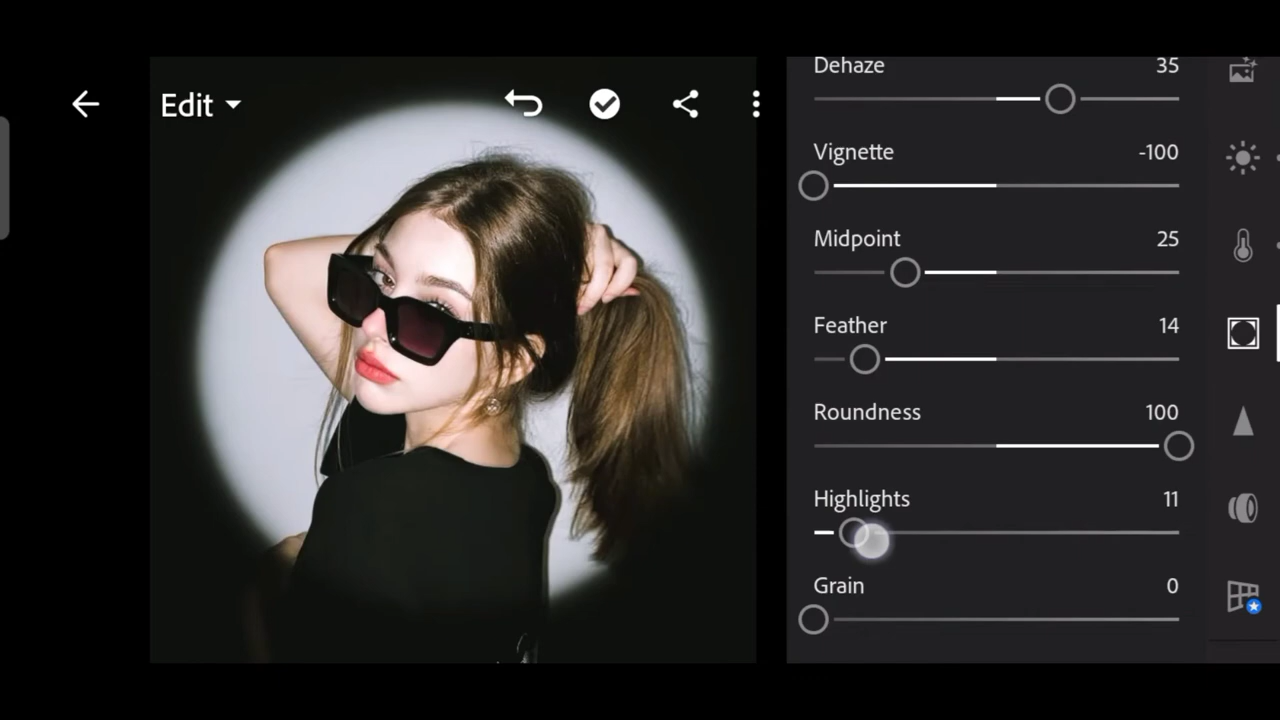 Edit
Dehaze 35
Vignette -100
Midpoint 25
Feather 14
Roundness 100
Highlights 11
Grain 0